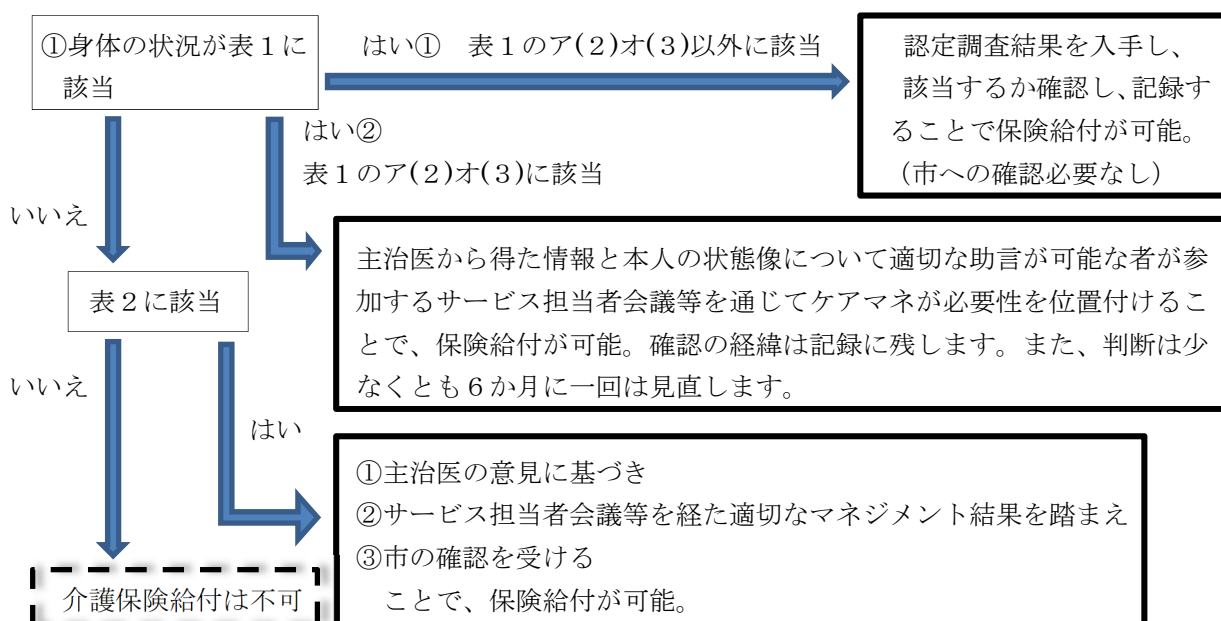 ①身体の状況が表１に
該当
はい①　表１のア(２)オ(３)以外に該当
認定調査結果を入手し、
該当するか確認し、記録す
ることで保険給付が可能。
（市への確認必要なし）
はい②
表１のア(２)オ(３)に該当
いいえ
主治医から得た情報と本人の状態像について適切な助言が可能な者が参
加するサービス担当者会議等を通じてケアマネが必要性を位置付けるこ
とで、保険給付が可能。確認の経緯は記録に残します。また、判断は少
なくとも６か月に一回は見直します。
表２に該当
いいえ
はい
①主治医の意見に基づき
②サービス担当者会議等を経た適切なマネジメント結果を踏まえ
③市の確認を受ける
ことで、保険給付が可能。
介護保険給付は不可